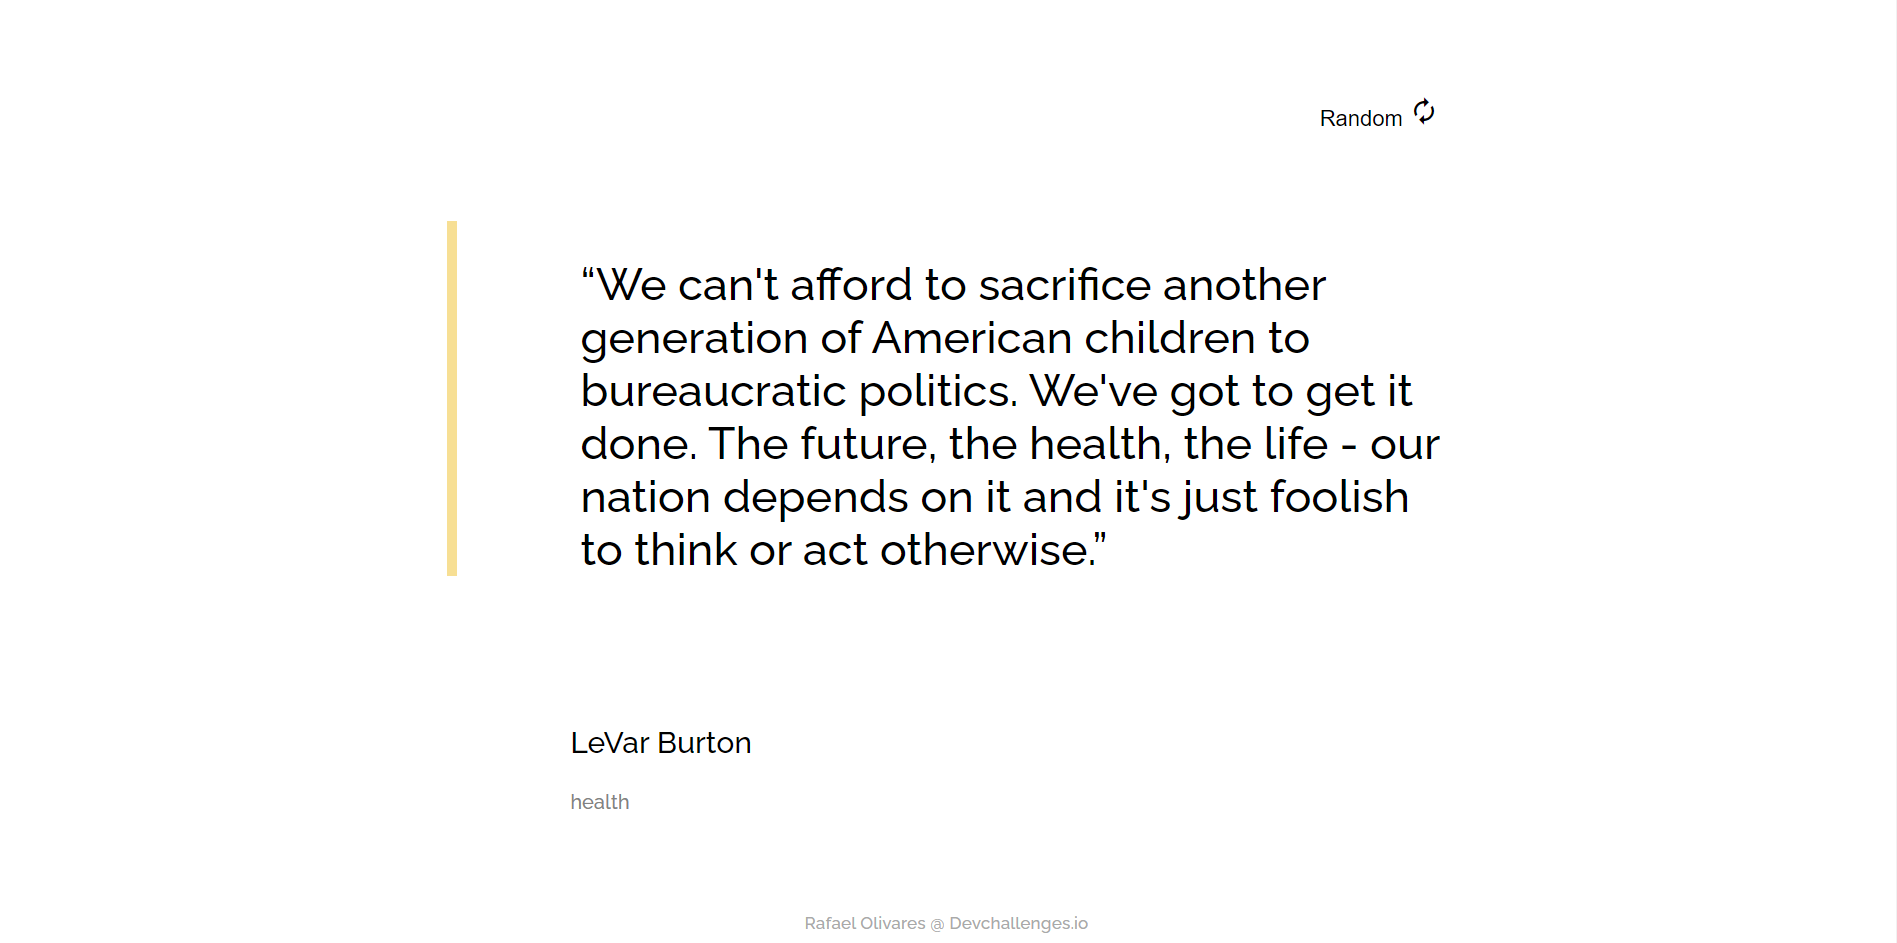 Random
“We can't afford to sacrifice another
generation of American children to
bureaucratic politics. We've got to get it
done. The future, the health, the life - our
nation depends on it and it's just foolish
to think or act otherwise.”
LeVar Burton
health
Rafael Olivares @ Devchallenges.io